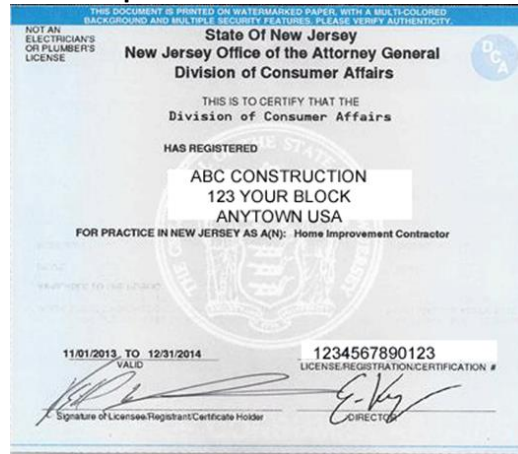 THIS DOCUMENT IS PRINTED ON WATERMARKED PAPER, WITH A MULTI-COLORED
BACKGROUND AND MULTIPLE SECURITY FEATURES. PLEASE VERIFY AUTHENTICITY.
NOT AN
ELECTRICIAN'S
OR PLUMBER'S
LICENSE
State Of New Jersey
New Jersey Office of the Attorney General
Division of Consumer Affairs
DCA
THIS IS TO CERTIFY THAT THE
Division of Consumer Affairs
HAS REGISTERED
ABC CONSTRUCTION
123 YOUR BLOCK
ANYTOWN USA
FOR PRACTICE IN NEW JERSEY AS A(N): Home Improvement Contractor
11/01/2013 TO 12/31/2014
VALID
1234567890123
LICENSE/REGISTRATION/CERTIFICATION #
Signature of Licensee/Registrant/Certificate Holder
DIRECTOR